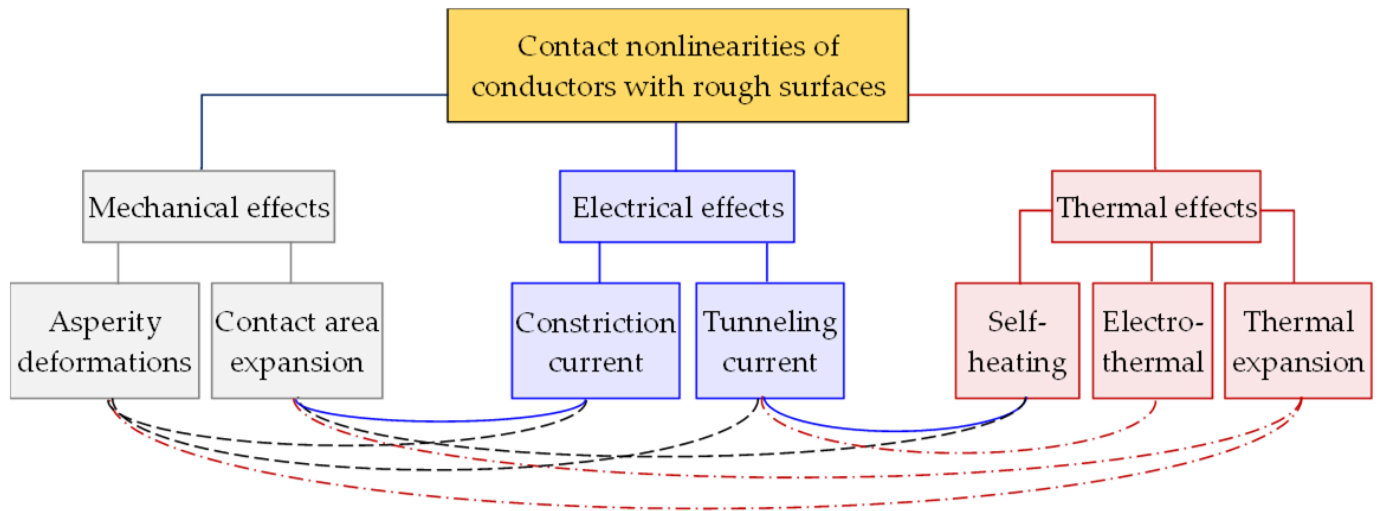 Contact nonlinearities of
conductors with rough surfaces
Mechanical effects
Electrical effects
Thermal effects
Asperity
deformations
Contact area
expansion
Constriction
current
Tunneling
current
Self-
heating
Electro-
thermal
Thermal
expansion